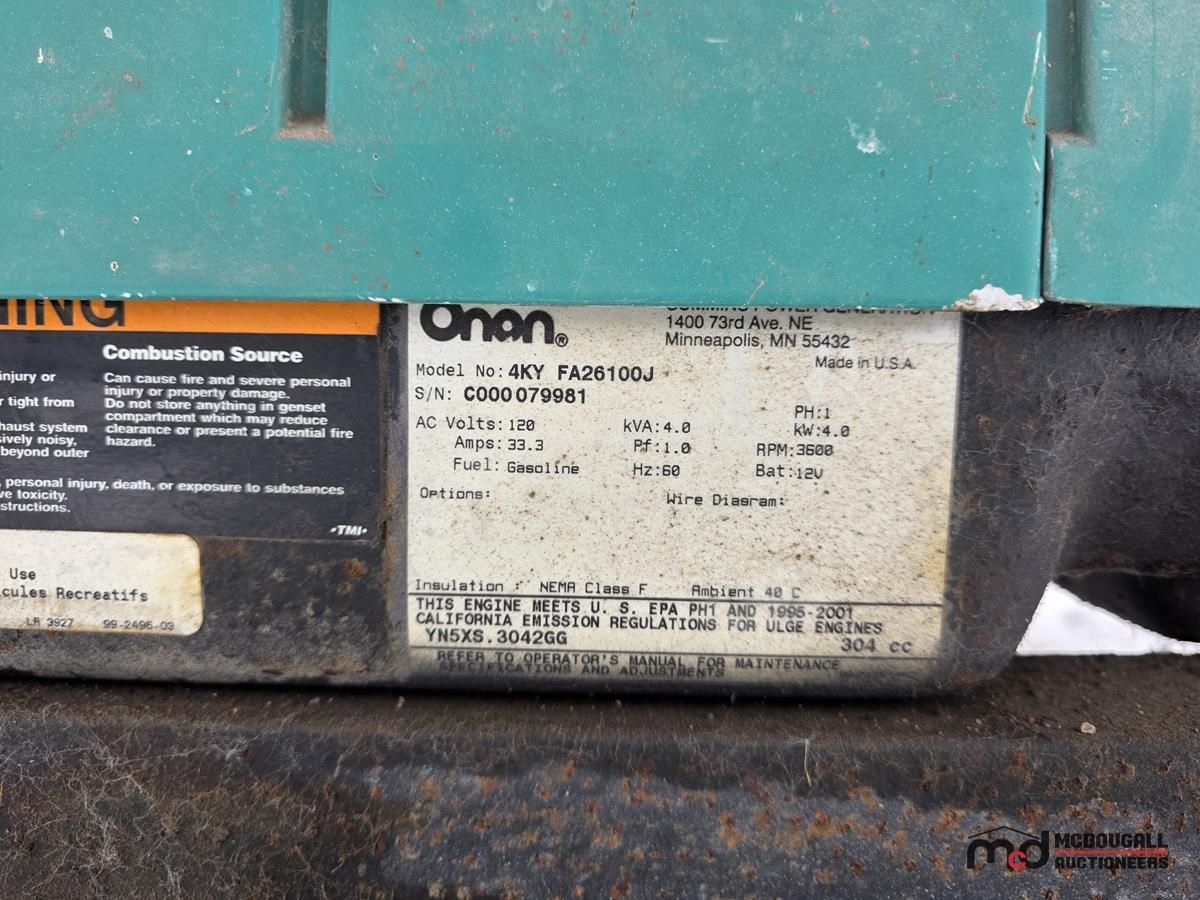 NING
Combustion Source
njury or
r tight from
haust system
sively noisy,
beyond outer
Can cause fire and severe personal
injury or property damage.
Do not store anything in genset
compartment which may reduce
clearance or present a potential fire
hazard.
, personal injury, death, or exposure to substances
ve toxicity.
structions.
•TMI•
Use
cules Recreatifs
LR 3927 99-2496-03
Onan®
CUMMINS POWER GENERATION
1400 73rd Ave. NE
Minneapolis, MN 55432
Made in U.S.A.
Model No: 4KY FA26100J
S/N: C000079981
AC Volts: 120 kVA: 4.0 PH: 1
kW: 4.0
Amps: 33.3 Pf: 1.0 RPM: 3600
Fuel: Gasoline Hz: 60 Bat: 12V
Options: Wire Diagram:
Insulation : NEMA Class F Ambient 40 C
THIS ENGINE MEETS U. S. EPA PH1 AND 1995-2001
CALIFORNIA EMISSION REGULATIONS FOR ULGE ENGINES
YN5XS.3042GG 304 cc
REFER TO OPERATOR'S MANUAL FOR MAINTENANCE
SPECIFICATIONS AND ADJUSTMENTS
mcd MCDOUGALL
AUCTIONEERS